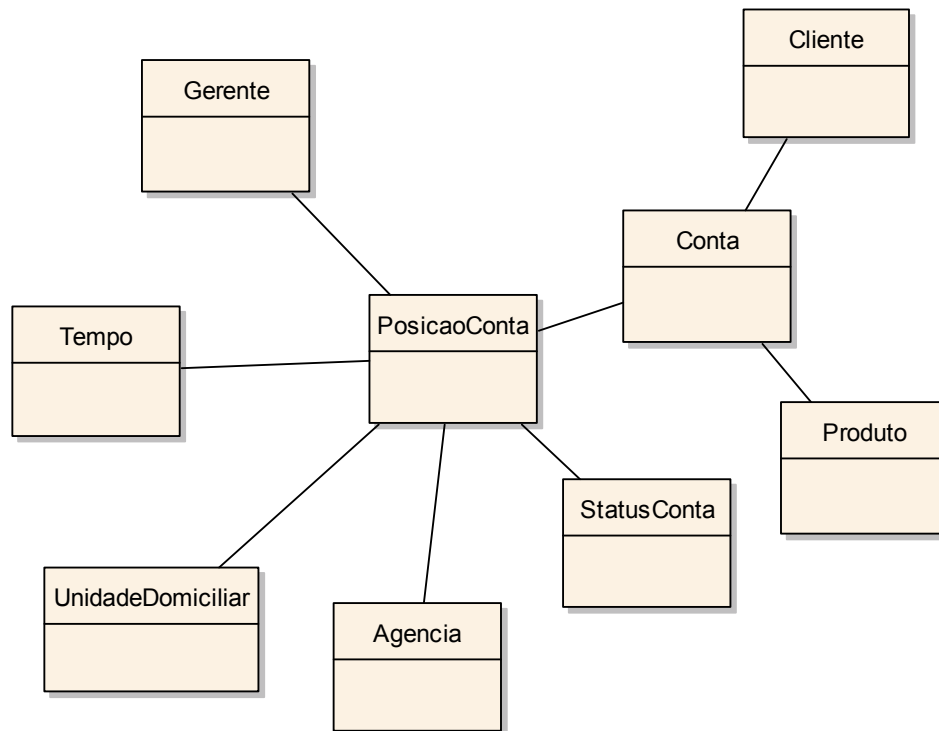 Cliente
Gerente
Conta
PosicaoConta
Tempo
Produto
StatusConta
UnidadeDomiciliar
Agencia